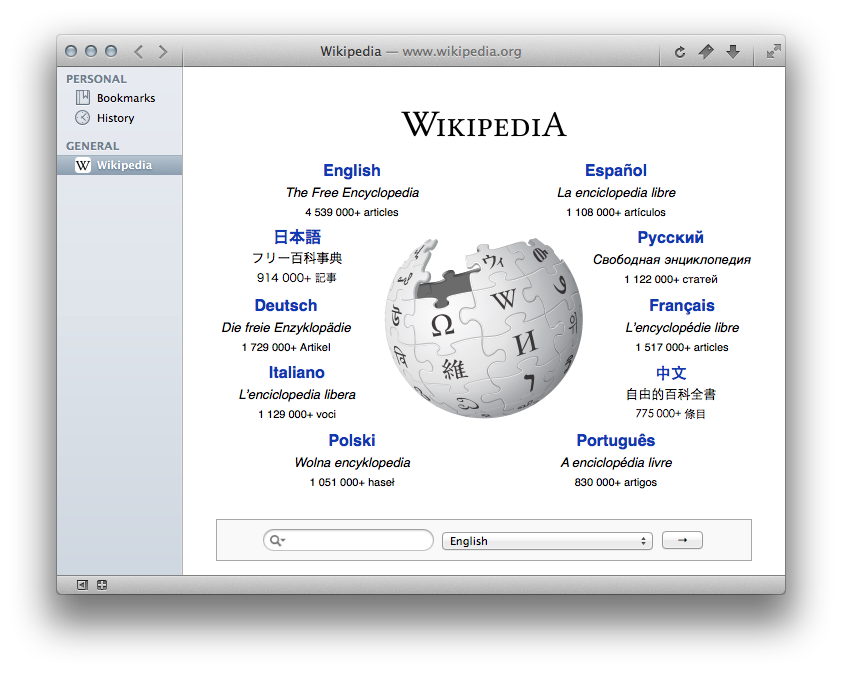 Wikipedia — www.wikipedia.org
PERSONAL
Bookmarks
History
GENERAL
W Wikipedia
WIKIPEDIA
English
The Free Encyclopedia
4 539 000+ articles
Español
La enciclopedia libre
1 108 000+ artículos
日本語
フリー百科事典
914 000+ 記事
Русский
Свободная энциклопедия
1 122 000+ статей
Deutsch
Die freie Enzyklopädie
1 729 000+ Artikel
Français
L'encyclopédie libre
1 517 000+ articles
Italiano
L'enciclopedia libera
1 129 000+ voci
中文
自由的百科全書
775 000+ 條目
Polski
Wolna encyklopedia
1 051 000+ haseł
Português
A enciclopédia livre
830 000+ artigos
ウィ
Ω W
維 И
English
→